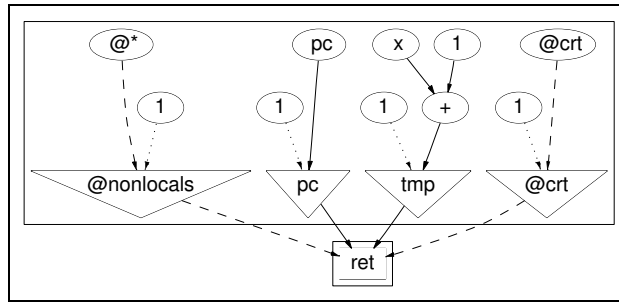 @* pc x 1 @crt
1 1 1 + 1
@nonlocals pc tmp @crt
ret